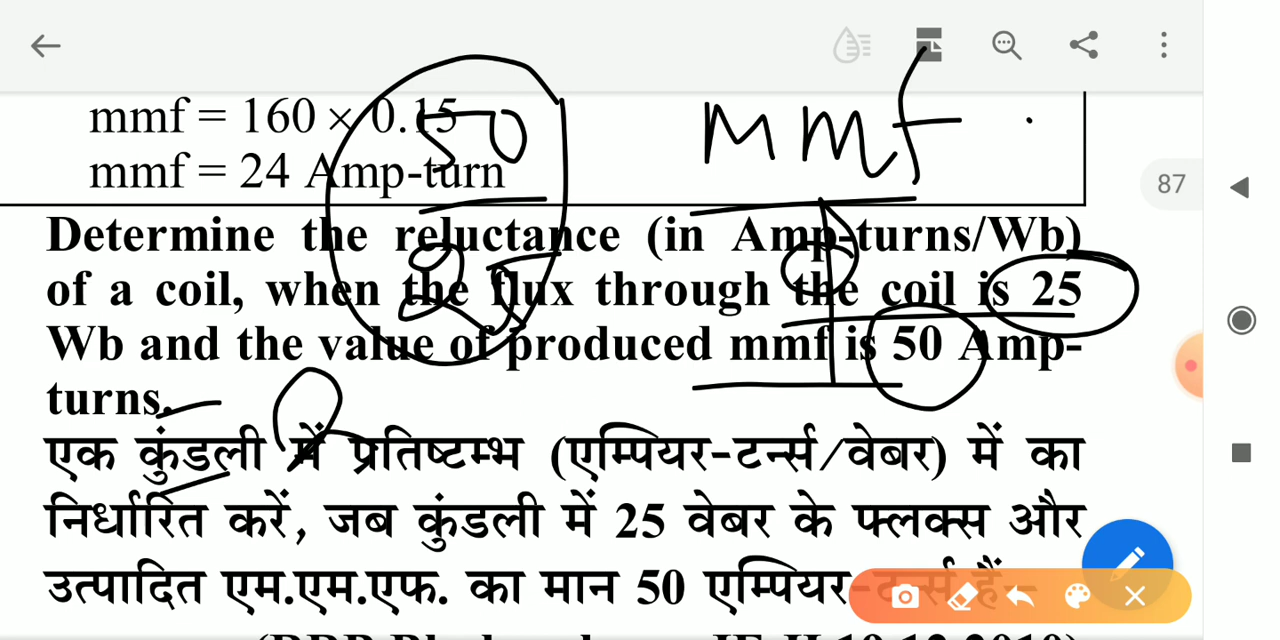 mmf = 160 × 0.15
50
MMF
mmf = 24 Amp-turn
87
Determine the reluctance (in Amp-turns/Wb)
of a coil, when the flux through the coil is 25
25
Wb and the value of produced mmf is 50 Amp-
turns.
एक कुंडली में प्रतिष्टम्भ (एम्पियर-टर्न्स/वेबर) में का
निर्धारित करें, जब कुंडली में 25 वेबर के फ्लक्स और
उत्पादित एम.एम.एफ. का मान 50 एम्पियर-टर्न्स हैं-